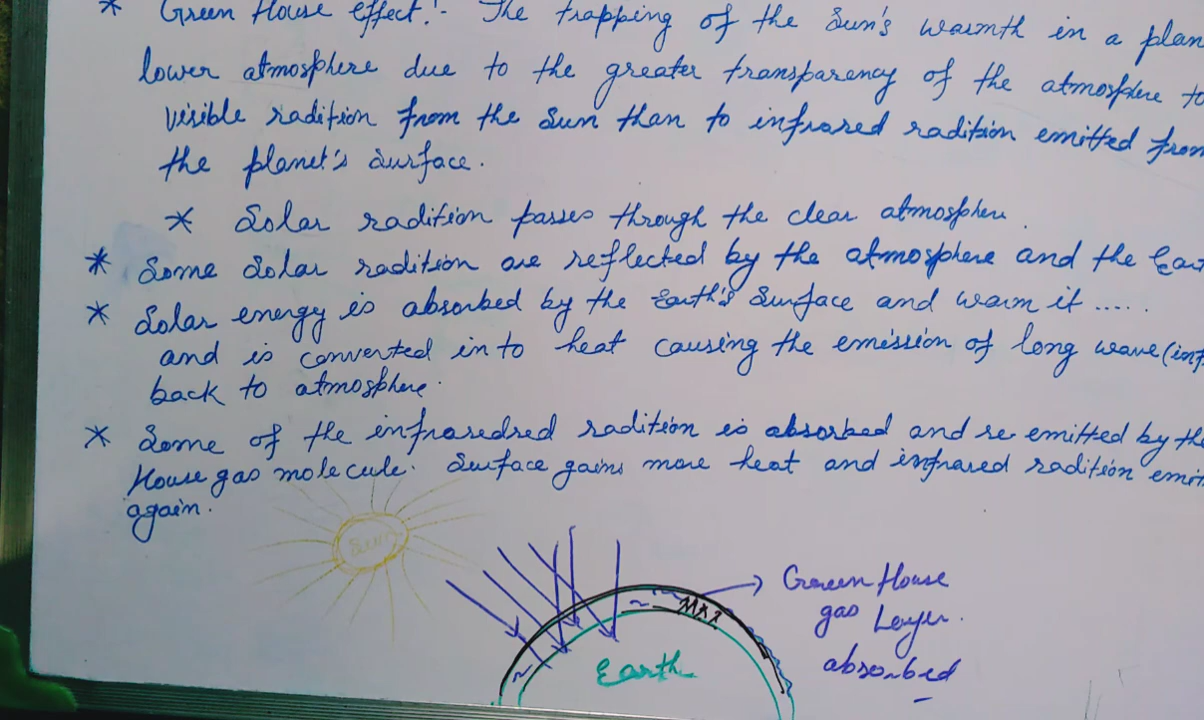 * Green House effect:- The trapping of the Sun's warmth in a plan
lower atmosphere due to the greater transparency of the atmosphere to
visible radition from the Sun than to infrared radition emitted from
the planet's surface.
* Solar radition passes through the clear atmosphere.
* Some Solar radition are reflected by the atmosphere and the Eart
* Solar energy is absorbed by the Earth's Surface and warm it .....
and is converted in to heat causing the emission of long wave (inf
back to atmosphere.
* Some of the infraredred radition is absorbed and re emitted by the
House gas molecule. Surface gains more heat and infrared radition emit
again.
Sun
Green House
gas Layer.
absorbed
Earth